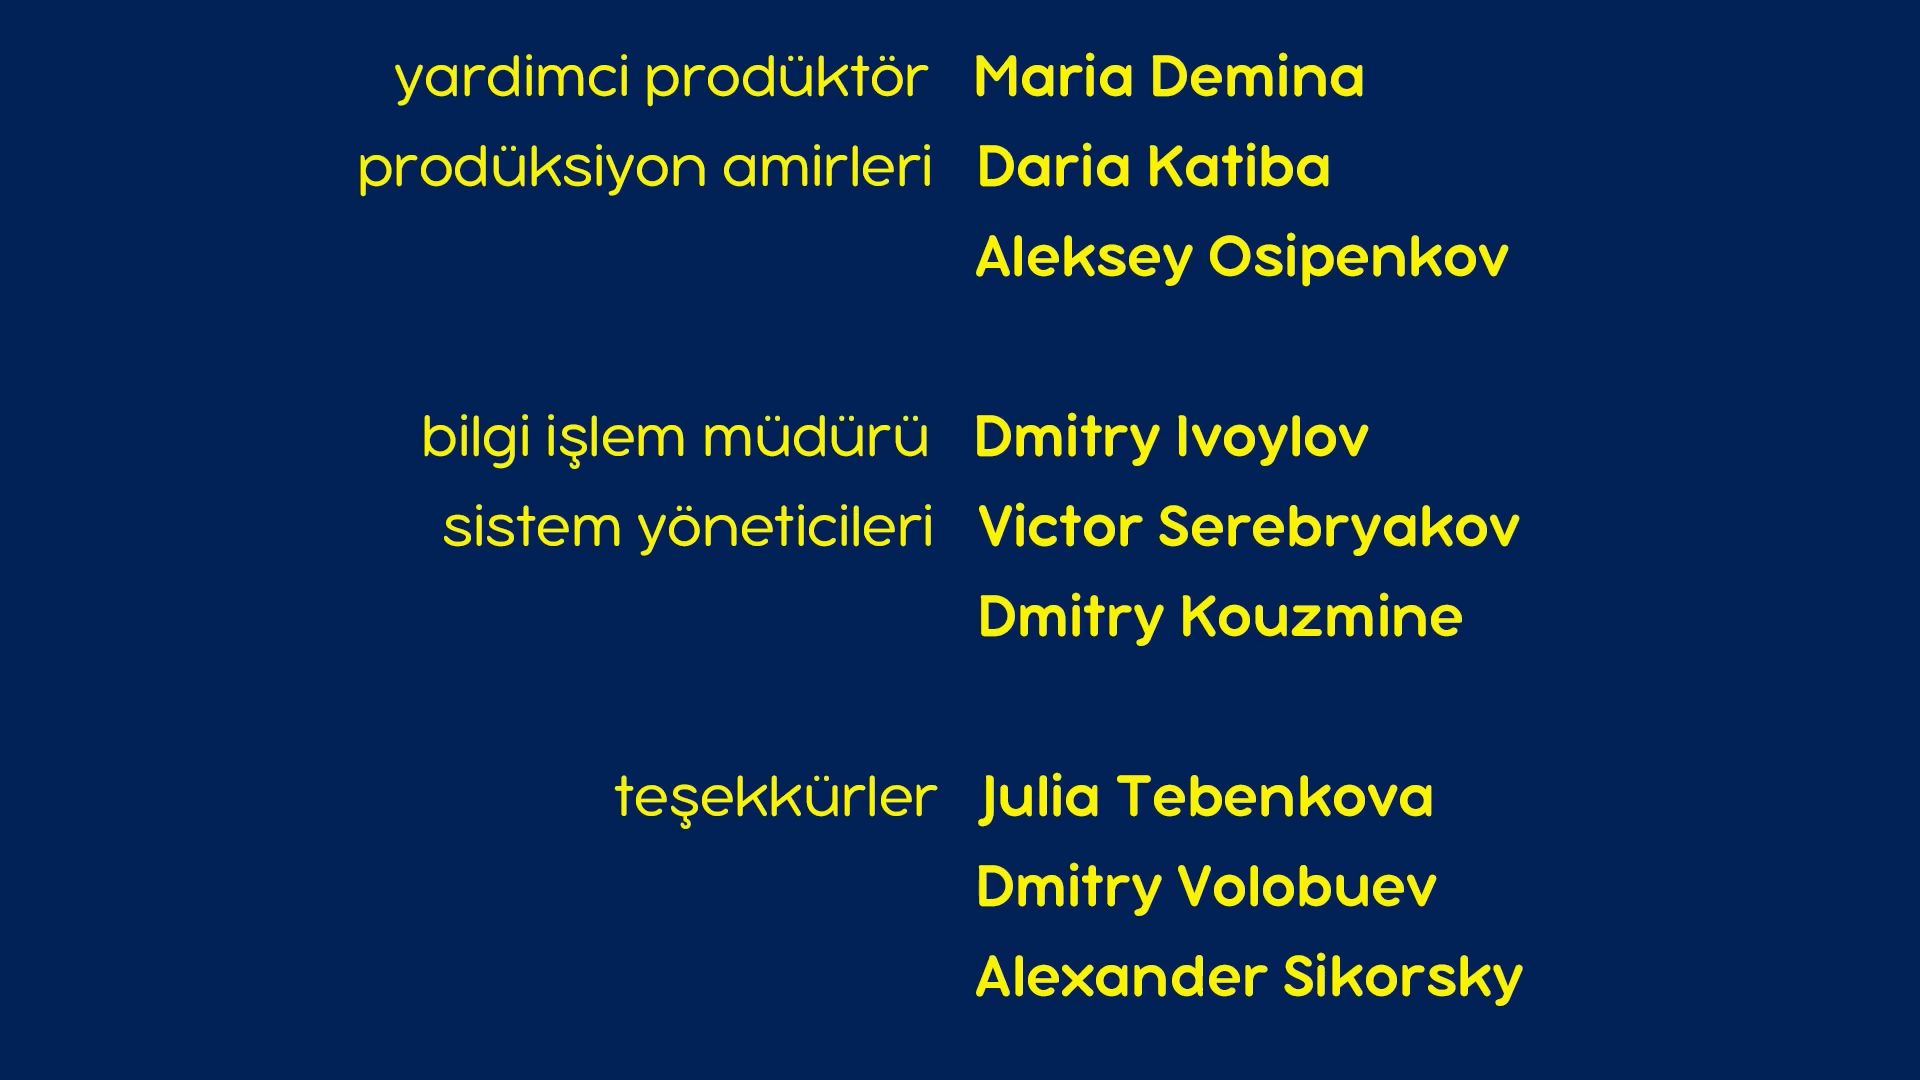 yardimci prodüktör Maria Demina
prodüksiyon amirleri Daria Katiba
Aleksey Osipenkov
bilgi işlem müdürü Dmitry Ivoylov
sistem yöneticileri Victor Serebryakov
Dmitry Kouzmine
teşekkürler Julia Tebenkova
Dmitry Volobuev
Alexander Sikorsky